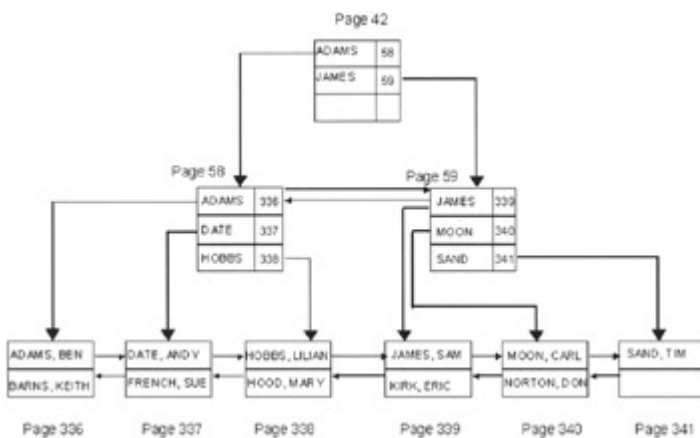 Page 42
ADAMS 58
JAMES 59
Page 58
Page 59
ADAMS 336
DATE 337
HOBBS 338
JAMES 339
MOON 340
SAND 341
ADAMS, BEN
BARNS, KEITH
DATE, ANDY
FRENCH, SUE
HOBBS, LILIAN
HOOD, MARY
JAMES, SAM
KIRK, ERIC
MOON, CARL
NORTON, DON
SAND, TIM
Page 336
Page 337
Page 338
Page 339
Page 340
Page 341